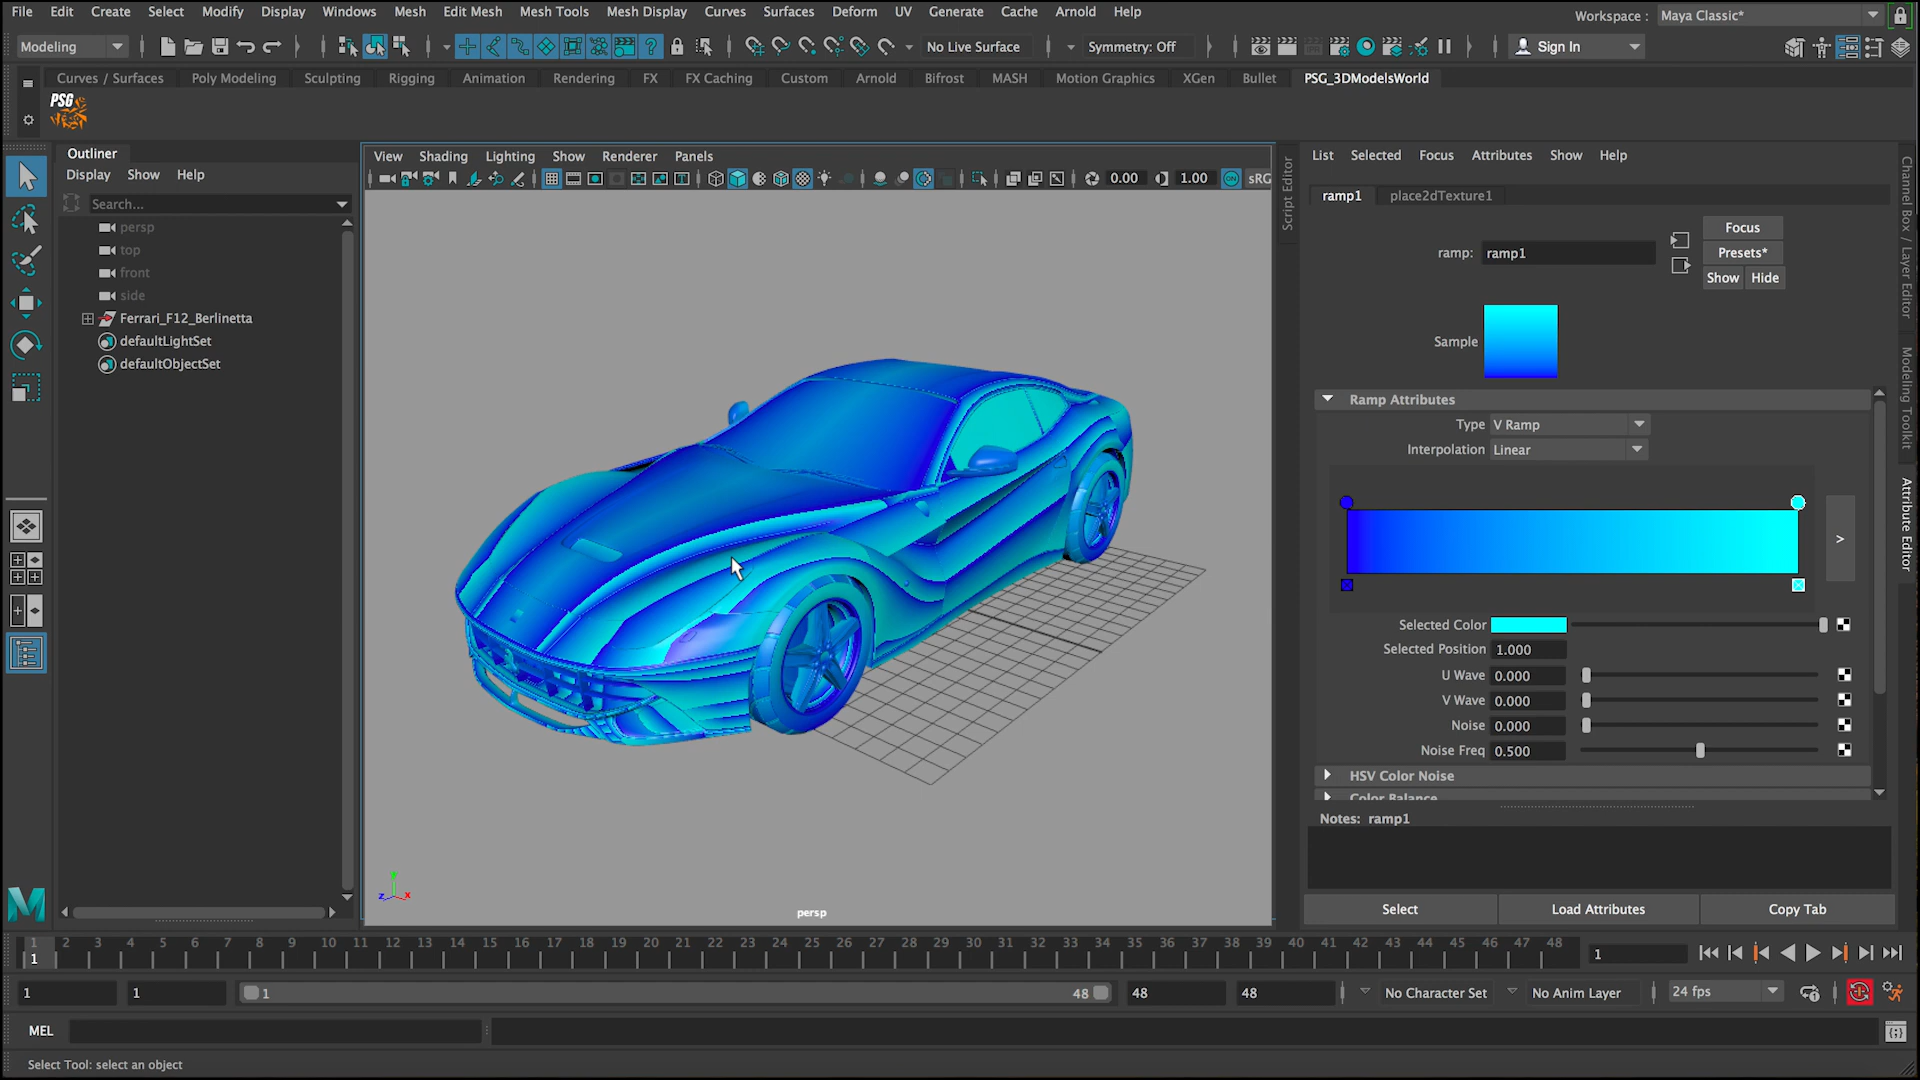 File Edit Create Select Modify Display Windows Mesh Edit Mesh Mesh Tools Mesh Display Curves Surfaces Deform UV Generate Cache Arnold Help
Workspace : Maya Classic*
Modeling No Live Surface Symmetry: Off Sign In
Curves / Surfaces Poly Modeling Sculpting Rigging Animation Rendering FX FX Caching Custom Arnold Bifrost MASH Motion Graphics XGen Bullet PSG_3DModelsWorld
PSG
Outliner
Display Show Help
Search...
persp
top
front
side
Ferrari_F12_Berlinetta
defaultLightSet
defaultObjectSet
View Shading Lighting Show Renderer Panels
0.00 1.00 ON sRG
persp
y
z x
Script Editor
List Selected Focus Attributes Show Help
ramp1 place2dTexture1
Focus
ramp: ramp1 Presets*
Show Hide
Sample
Ramp Attributes
Type V Ramp
Interpolation Linear
>
Selected Color
Selected Position 1.000
U Wave 0.000
V Wave 0.000
Noise 0.000
Noise Freq 0.500
HSV Color Noise
Color Balance
Notes: ramp1
Select Load Attributes Copy Tab
Channel Box / Layer Editor
Modeling Toolkit
Attribute Editor
1 2 3 4 5 6 7 8 9 10 11 12 13 14 15 16 17 18 19 20 21 22 23 24 25 26 27 28 29 30 31 32 33 34 35 36 37 38 39 40 41 42 43 44 45 46 47 48
1 1
1 1 1 48 48 48 No Character Set No Anim Layer 24 fps
MEL
Select Tool: select an object